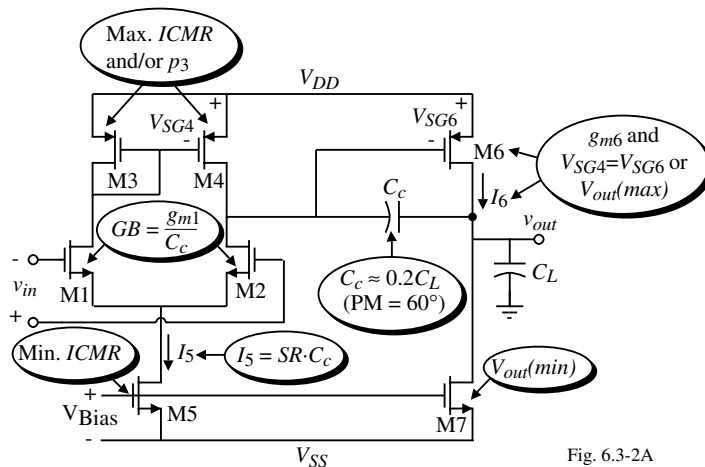 Max. ICMR
and/or p3
VDD
+
VSG4
-
+
VSG6
-
M3
M4
M6
gm6 and
VSG4=VSG6 or
Vout(max)
I6
Cc
vout
GB = gm1
Cc
-
vin
+
M1
M2
Cc ≈ 0.2CL
(PM = 60°)
CL
Min. ICMR
I5
I5 = SR·Cc
Vout(min)
+
VBias
-
M5
M7
VSS
Fig. 6.3-2A